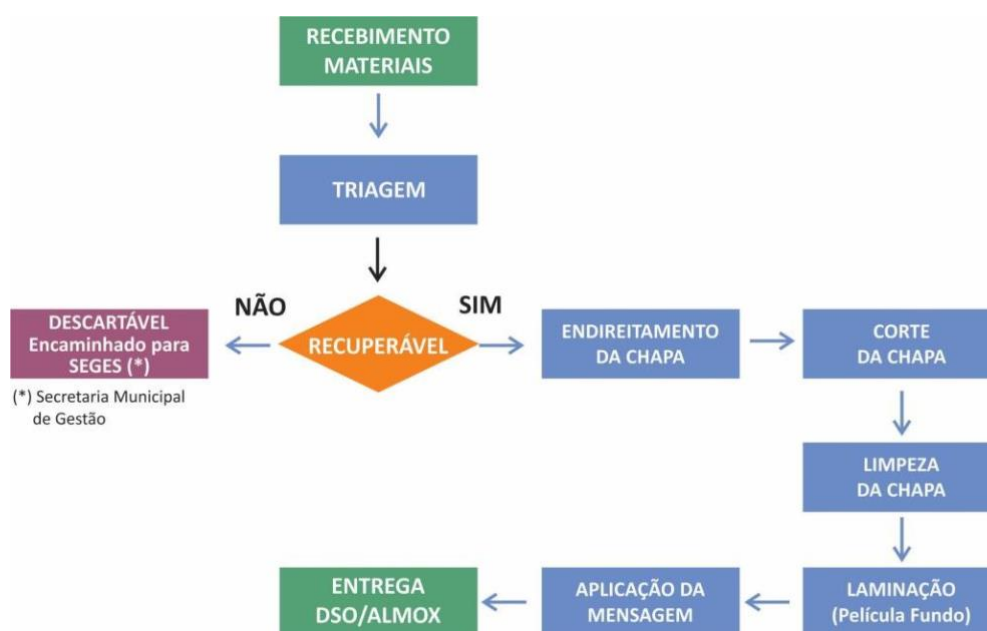 RECEBIMENTO
MATERIAIS
TRIAGEM
NÃO
SIM
DESCARTÁVEL
Encaminhado para
SEGES (*)
(*) Secretaria Municipal
de Gestão
RECUPERÁVEL
ENDIREITAMENTO
DA CHAPA
CORTE
DA CHAPA
LIMPEZA
DA CHAPA
LAMINAÇÃO
(Película Fundo)
APLICAÇÃO DA
MENSAGEM
ENTREGA
DSO/ALMOX